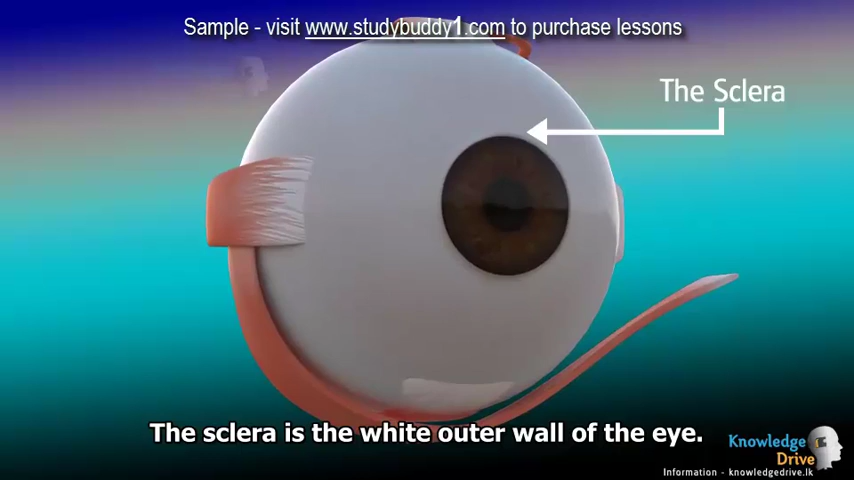 Sample - visit www.studybuddy1.com to purchase lessons
The Sclera
The sclera is the white outer wall of the eye.
Knowledge
Drive
Information - knowledgedrive.lk